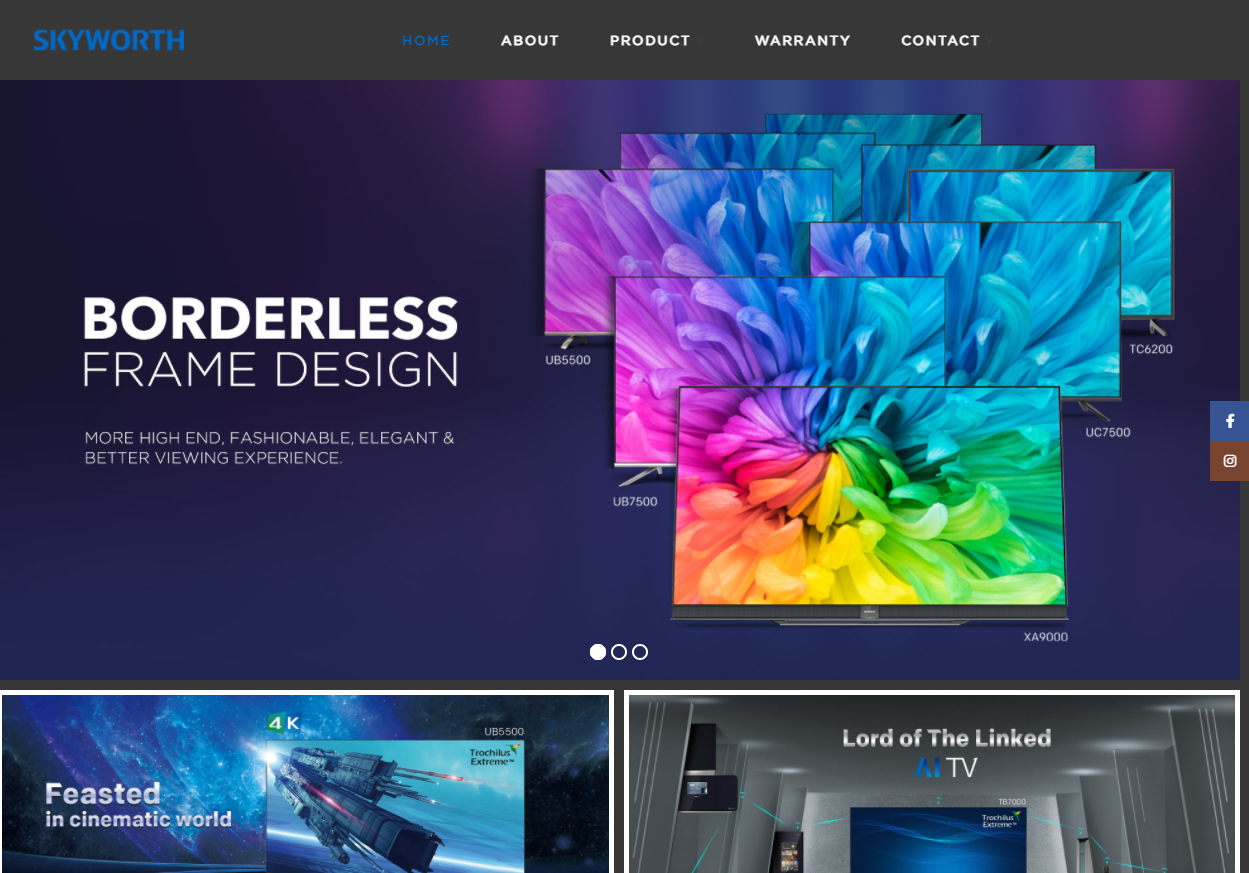 SKYWORTH
HOME
ABOUT
PRODUCT
WARRANTY
CONTACT
BORDERLESS
FRAME DESIGN
MORE HIGH END, FASHIONABLE, ELEGANT &
BETTER VIEWING EXPERIENCE.
UB5500
TC6200
UC7500
UB7500
XA9000
4K
UB5500
Trochilus
Extreme™
Feasted
in cinematic world
Lord of The Linked
AI TV
TB7000
Trochilus
Extreme™